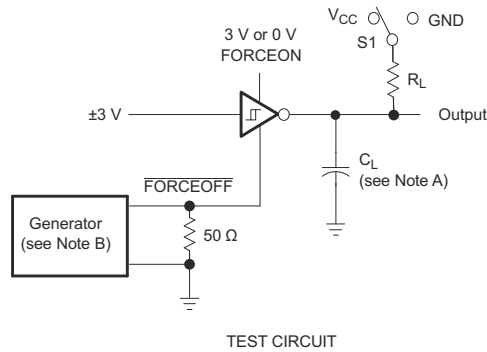 V_CC
GND
S1
3 V or 0 V
FORCEON
R_L
±3 V
Output
C_L
(see Note A)
FORCEOFF
Generator
(see Note B)
50 Ω
TEST CIRCUIT